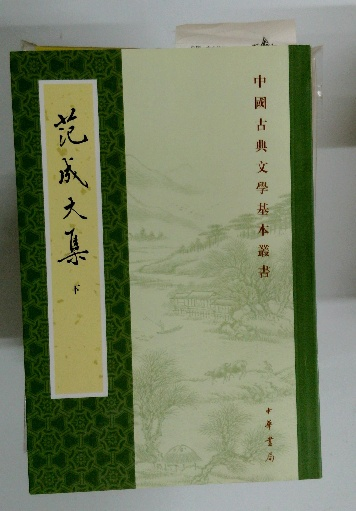 中國古典文學基本叢書
范成大集
下
中華書局